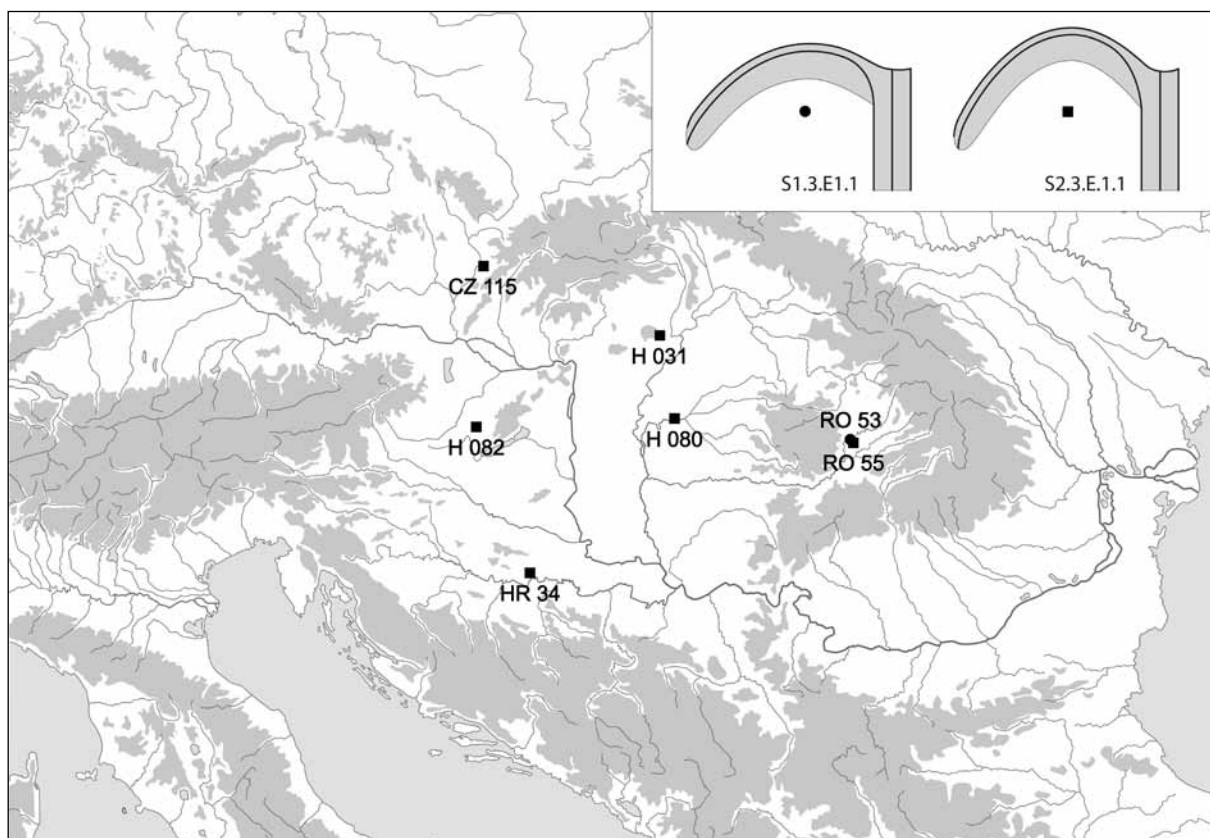 S1.3.E1.1
S2.3.E.1.1
CZ 115
H 031
H 082
H 080
RO 53
RO 55
HR 34